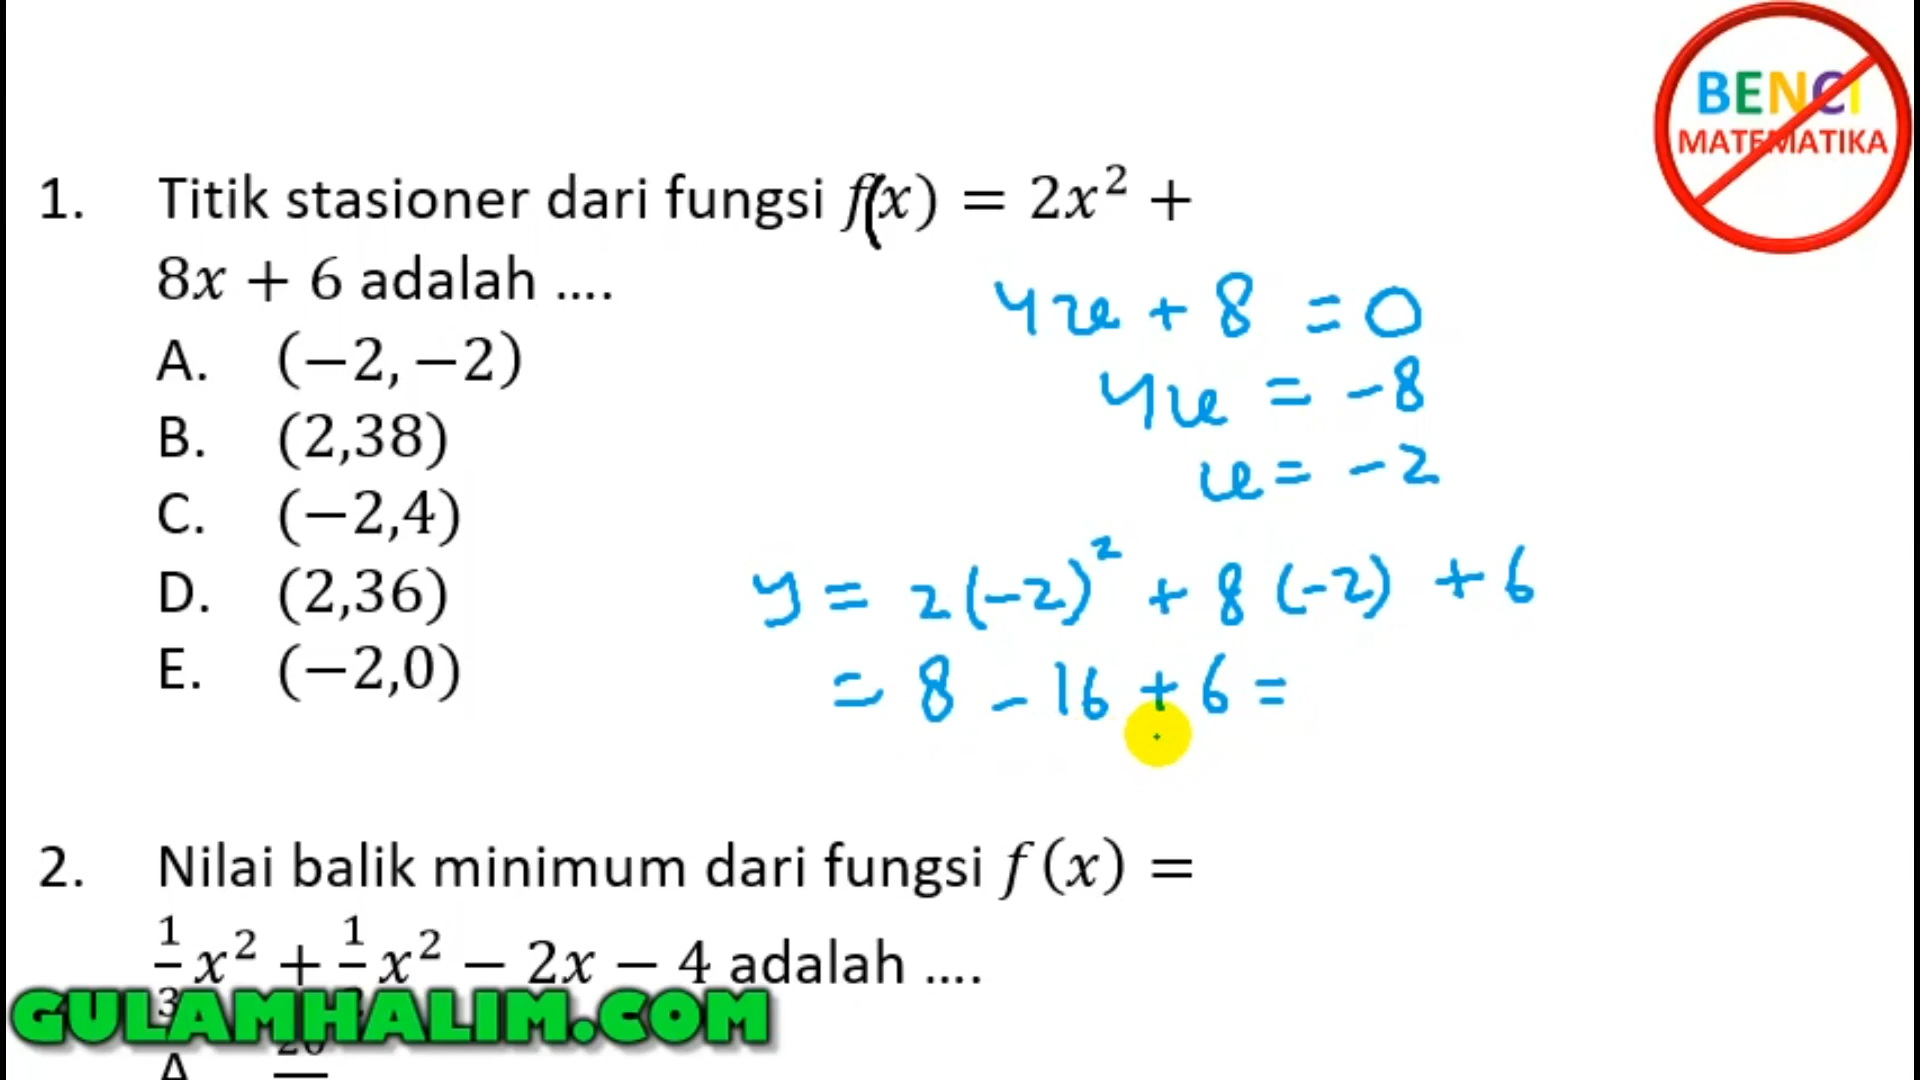 BENCI
MATEMATIKA
1. Titik stasioner dari fungsi f(x) = 2x² +
8x + 6 adalah ....
A. (−2, −2)
B. (2,38)
C. (−2,4)
D. (2,36)
E. (−2,0)
4x + 8 = 0
4x = -8
x = -2
y = 2(-2)² + 8(-2) + 6
= 8 - 16 + 6 =
2. Nilai balik minimum dari fungsi f(x) =
1/3 x² + 1/ x² − 2x − 4 adalah ....
GULAMHALIM.COM